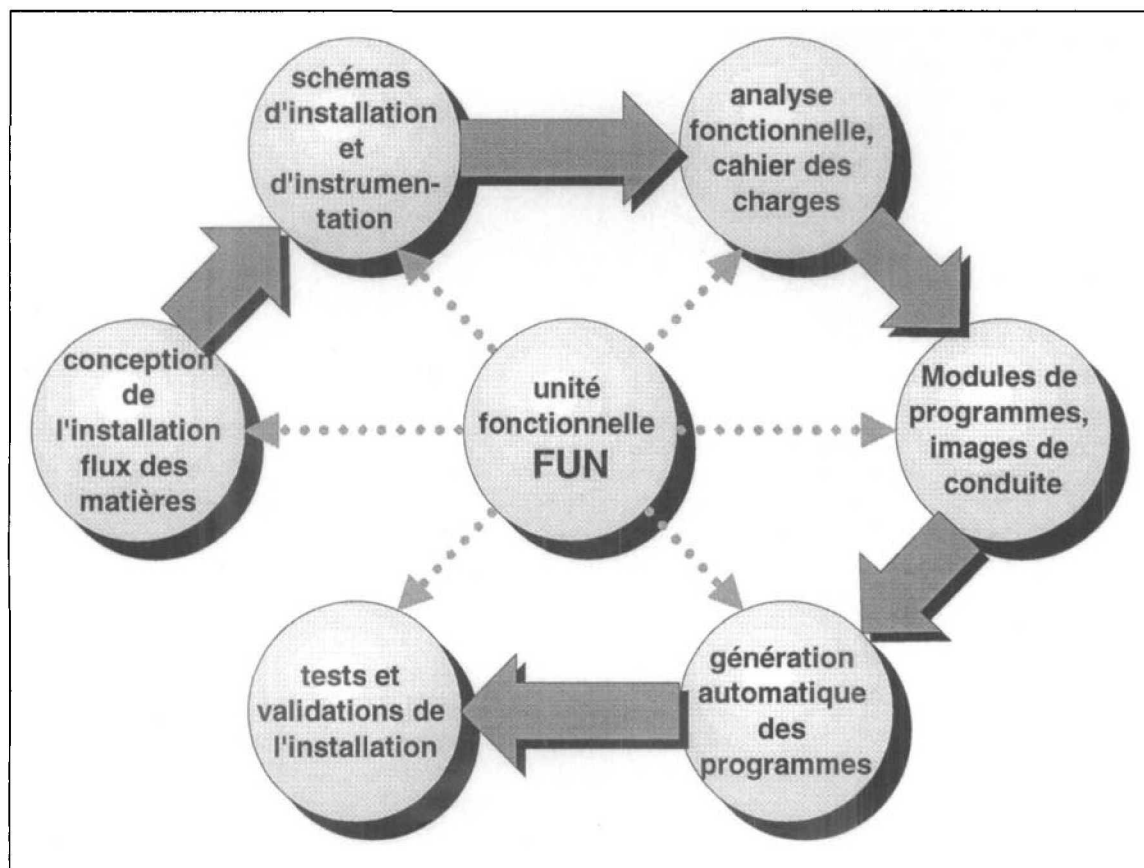 schémas
d'installation
et
d'instrumen-
tation
analyse
fonctionnelle,
cahier des
charges
conception
de
l'installation
flux des
matières
unité
fonctionnelle
FUN
Modules de
programmes,
images de
conduite
tests et
validations de
l'installation
génération
automatique
des
programmes